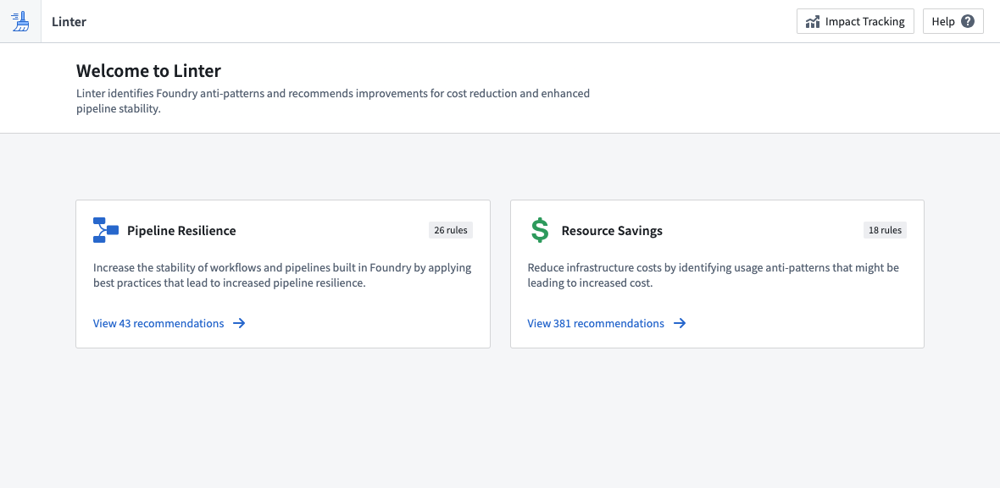 Linter
Impact Tracking
Help
Welcome to Linter
Linter identifies Foundry anti-patterns and recommends improvements for cost reduction and enhanced
pipeline stability.
Pipeline Resilience
26 rules
Increase the stability of workflows and pipelines built in Foundry by applying
best practices that lead to increased pipeline resilience.
View 43 recommendations
Resource Savings
18 rules
Reduce infrastructure costs by identifying usage anti-patterns that might be
leading to increased cost.
View 381 recommendations